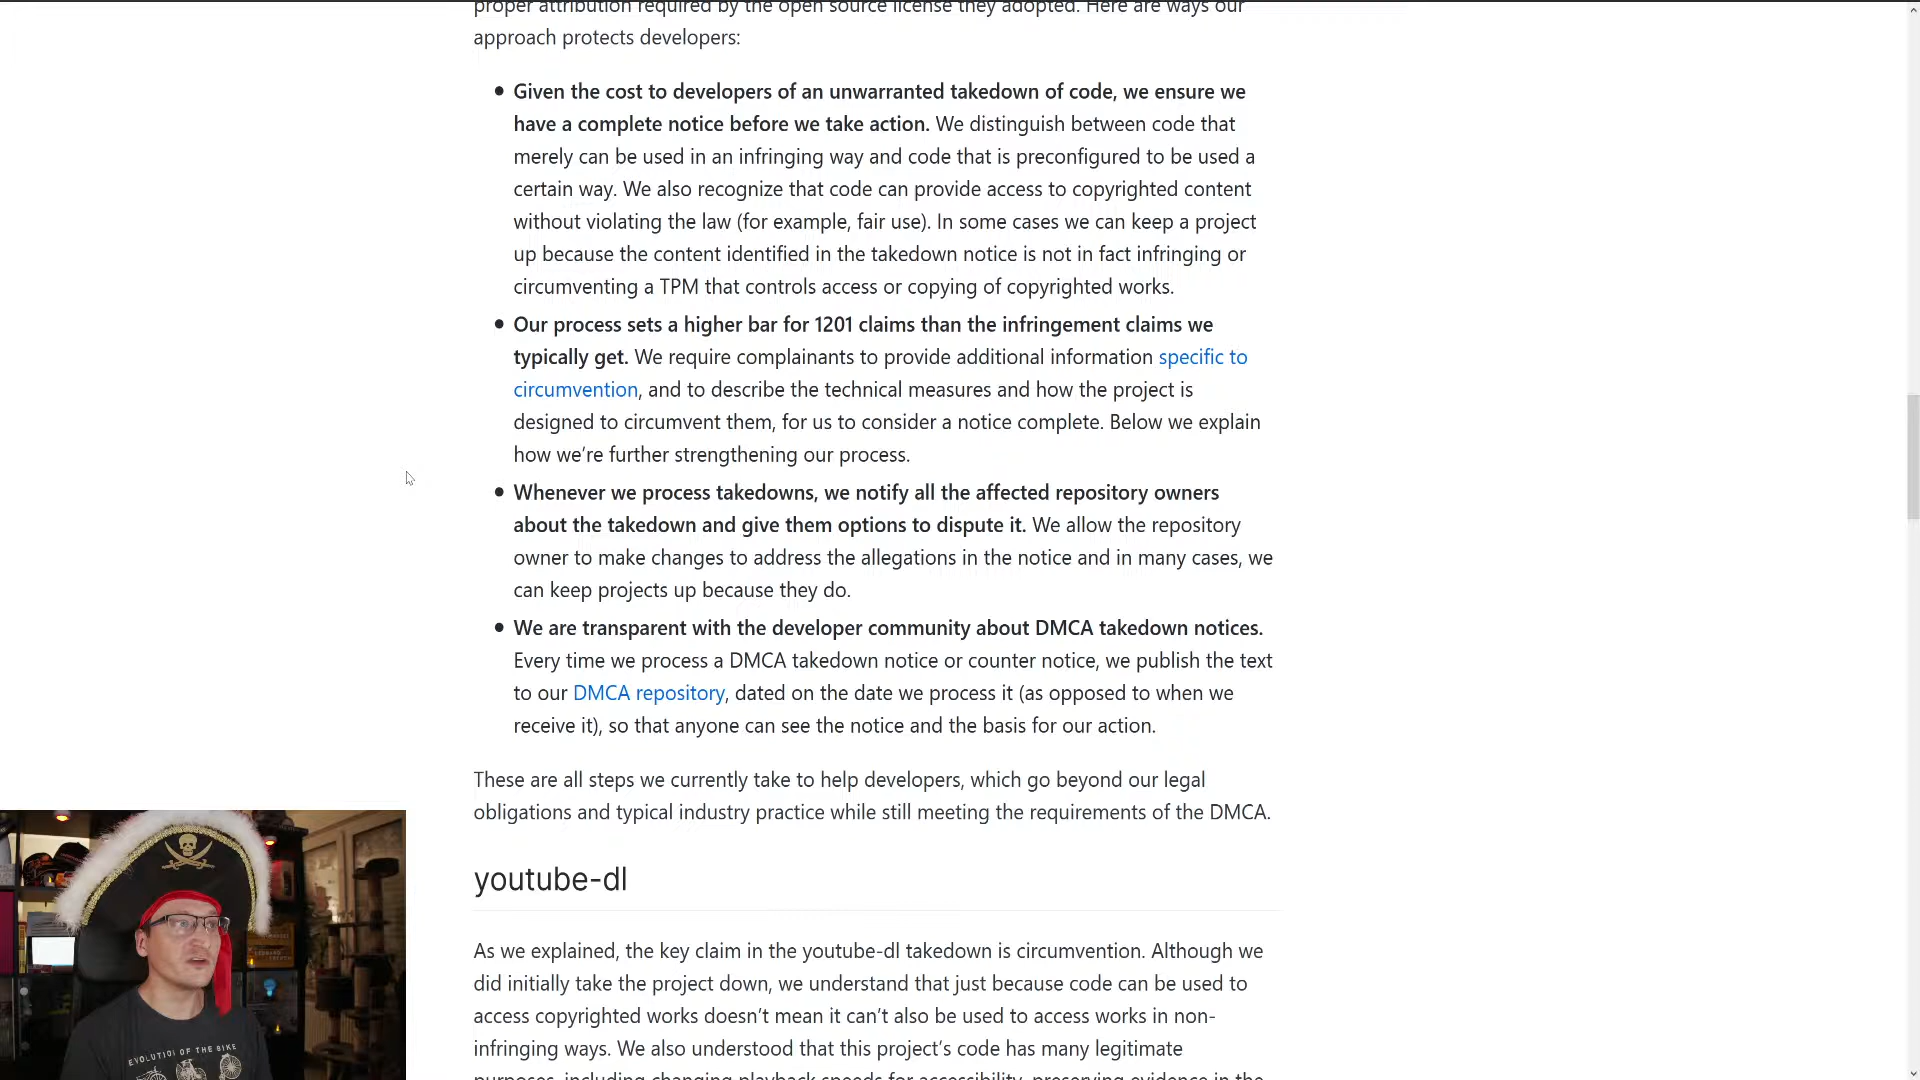 proper attribution required by the open source license they adopted. Here are ways our
approach protects developers:
• Given the cost to developers of an unwarranted takedown of code, we ensure we
have a complete notice before we take action. We distinguish between code that
merely can be used in an infringing way and code that is preconfigured to be used a
certain way. We also recognize that code can provide access to copyrighted content
without violating the law (for example, fair use). In some cases we can keep a project
up because the content identified in the takedown notice is not in fact infringing or
circumventing a TPM that controls access or copying of copyrighted works.
• Our process sets a higher bar for 1201 claims than the infringement claims we
typically get. We require complainants to provide additional information specific to
circumvention, and to describe the technical measures and how the project is
designed to circumvent them, for us to consider a notice complete. Below we explain
how we’re further strengthening our process.
• Whenever we process takedowns, we notify all the affected repository owners
about the takedown and give them options to dispute it. We allow the repository
owner to make changes to address the allegations in the notice and in many cases, we
can keep projects up because they do.
• We are transparent with the developer community about DMCA takedown notices.
Every time we process a DMCA takedown notice or counter notice, we publish the text
to our DMCA repository, dated on the date we process it (as opposed to when we
receive it), so that anyone can see the notice and the basis for our action.
These are all steps we currently take to help developers, which go beyond our legal
obligations and typical industry practice while still meeting the requirements of the DMCA.
youtube-dl
As we explained, the key claim in the youtube-dl takedown is circumvention. Although we
did initially take the project down, we understand that just because code can be used to
access copyrighted works doesn’t mean it can’t also be used to access works in non-
infringing ways. We also understood that this project’s code has many legitimate
purposes, including changing playback speeds for accessibility, preserving evidence in the
EVOLUTION OF THE BIKE